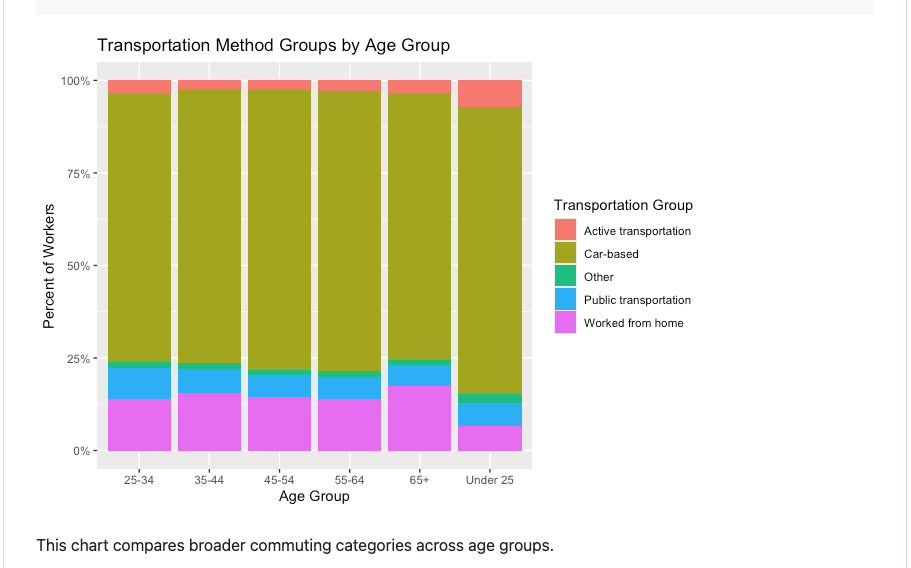 Transportation Method Groups by Age Group
100%
75%
50%
25%
0%
Percent of Workers
25-34
35-44
45-54
55-64
65+
Under 25
Age Group
Transportation Group
Active transportation
Car-based
Other
Public transportation
Worked from home
This chart compares broader commuting categories across age groups.